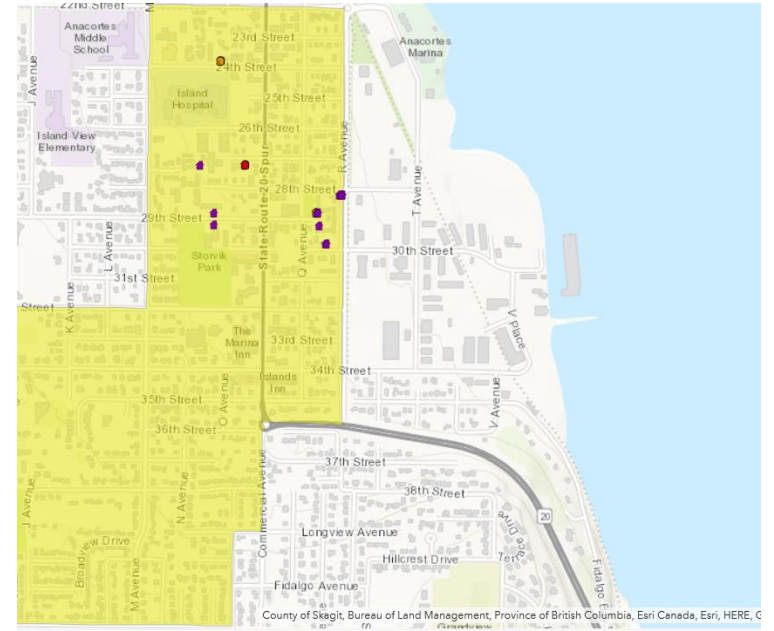 22nd Street
M
Anacortes
Middle
School
23rd Street
24th Street
Anacortes
Marina
J Avenue
Island
Hospital
25th Street
26th Street
Island View
Elementary
R Avenue
State Route 20 Spur
28th Street
T Avenue
29th Street
L Avenue
Storvik
Park
Q Avenue
30th Street
31st Street
Street
K Avenue
The
Marina
Inn
33rd Street
V Place
34th Street
Islands
Inn
35th Street
O Avenue
V Avenue
36th Street
37th Street
38th Street
J Avenue
N Avenue
Commercial Avenue
20
Longview Avenue
Broadview Drive
Hillcrest Drive
M Avenue
Fidalgo Avenue
Fidalgo
County of Skagit, Bureau of Land Management, Province of British Columbia, Esri Canada, Esri, HERE, G
Grandview